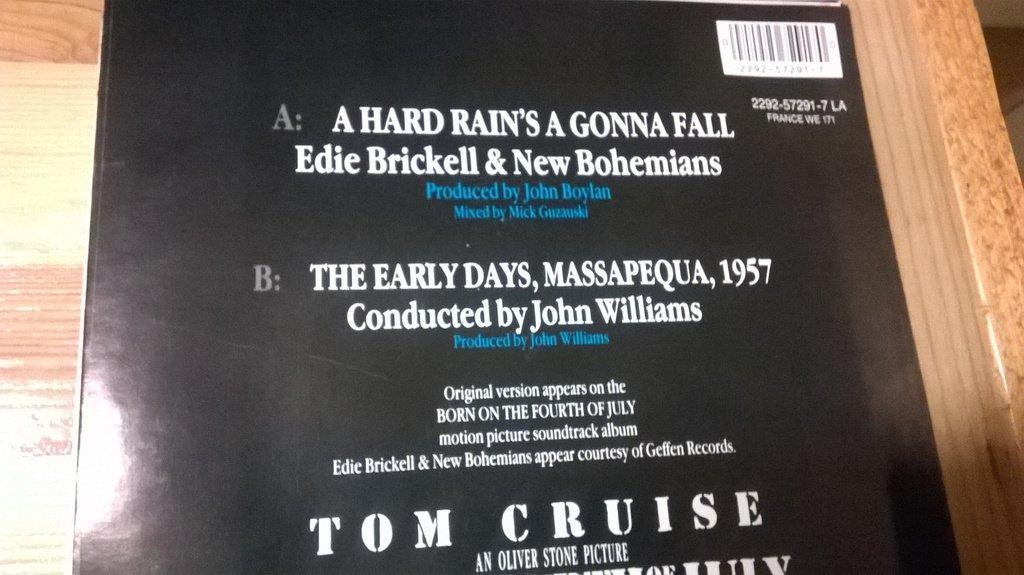 2292-57291-7
2292-57291-7 LA
FRANCE WE 171
A: A HARD RAIN'S A GONNA FALL
Edie Brickell & New Bohemians
Produced by John Boylan
Mixed by Mick Guzauski
B: THE EARLY DAYS, MASSAPEQUA, 1957
Conducted by John Williams
Produced by John Williams
Original version appears on the
BORN ON THE FOURTH OF JULY
motion picture soundtrack album
Edie Brickell & New Bohemians appear courtesy of Geffen Records.
TOM CRUISE
AN OLIVER STONE PICTURE
OF JULY